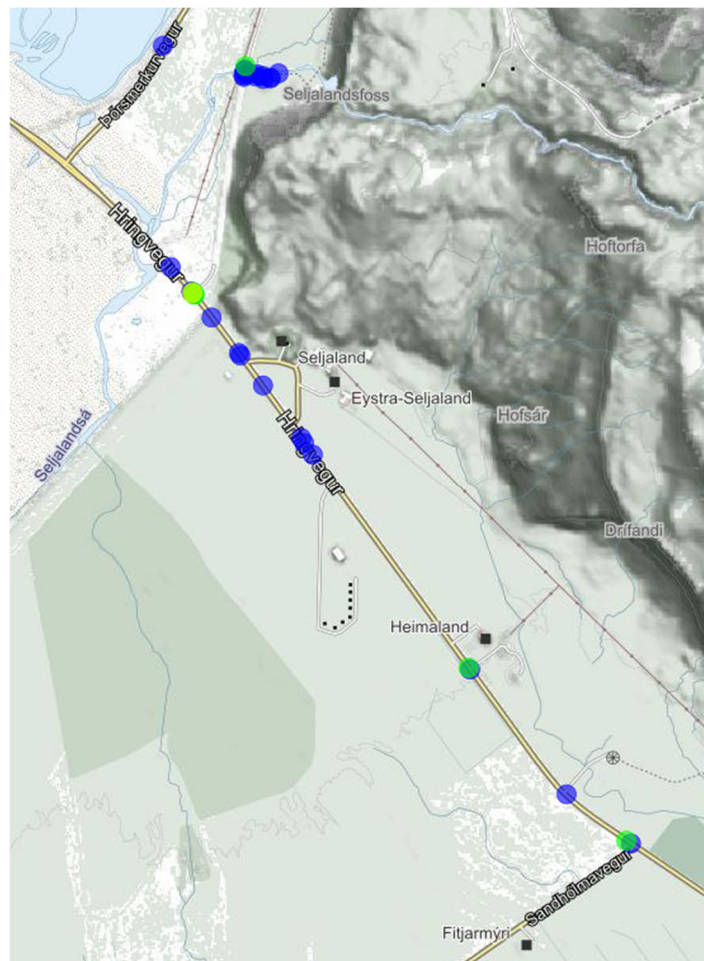 Þórsmerkurvegur
Seljalandsfoss
Hringvegur
Hoftorfa
Seljaland
Eystra-Seljaland
Hofsár
Seljalandsá
Hringvegur
Drífandi
Heimaland
Sandhólmavegur
Fitjarmýri